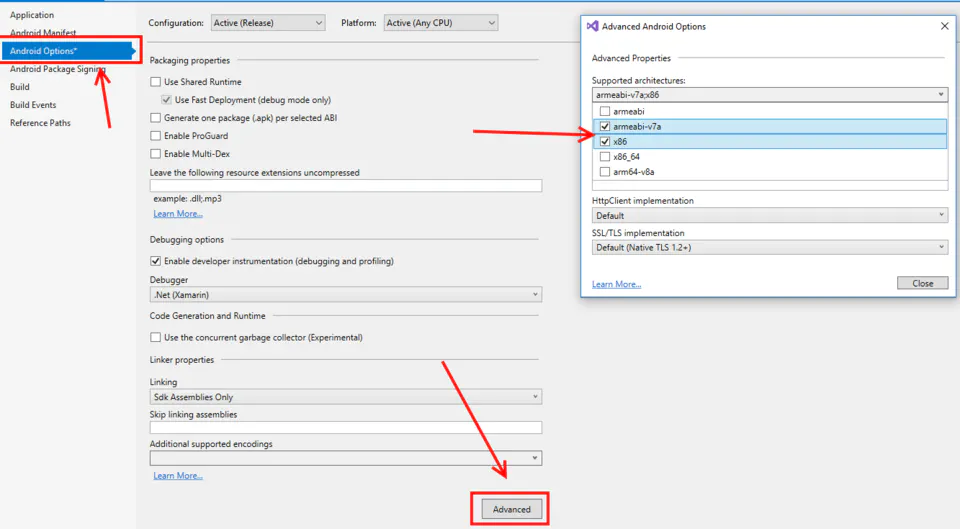 Application
Android Manifest
Android Options*
Android Package Signing
Build
Build Events
Reference Paths
Configuration: Active (Release) Platform: Active (Any CPU)
Packaging properties
Use Shared Runtime
Use Fast Deployment (debug mode only)
Generate one package (.apk) per selected ABI
Enable ProGuard
Enable Multi-Dex
Leave the following resource extensions uncompressed
example: .dll;.mp3
Learn More...
Debugging options
Enable developer instrumentation (debugging and profiling)
Debugger
.Net (Xamarin)
Code Generation and Runtime
Use the concurrent garbage collector (Experimental)
Linker properties
Linking
Sdk Assemblies Only
Skip linking assemblies
Additional supported encodings
Learn More...
Advanced
Advanced Android Options
Advanced Properties
Supported architectures:
armeabi-v7a;x86
armeabi
armeabi-v7a
x86
x86_64
arm64-v8a
HttpClient implementation
Default
SSL/TLS implementation
Default (Native TLS 1.2+)
Learn More...
Close